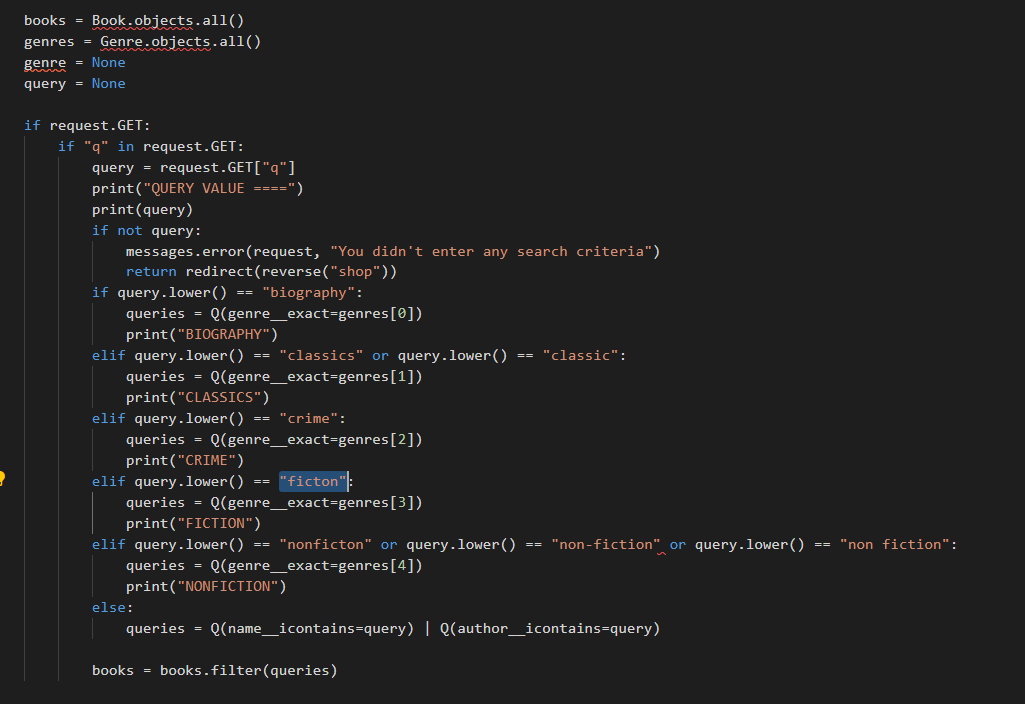 books = Book.objects.all()
genres = Genre.objects.all()
genre = None
query = None
if request.GET:
if "q" in request.GET:
query = request.GET["q"]
print("QUERY VALUE ====")
print(query)
if not query:
messages.error(request, "You didn't enter any search criteria")
return redirect(reverse("shop"))
if query.lower() == "biography":
queries = Q(genre__exact=genres[0])
print("BIOGRAPHY")
elif query.lower() == "classics" or query.lower() == "classic":
queries = Q(genre__exact=genres[1])
print("CLASSICS")
elif query.lower() == "crime":
queries = Q(genre__exact=genres[2])
print("CRIME")
elif query.lower() == "ficton":
queries = Q(genre__exact=genres[3])
print("FICTION")
elif query.lower() == "nonficton" or query.lower() == "non-fiction" or query.lower() == "non fiction":
queries = Q(genre__exact=genres[4])
print("NONFICTION")
else:
queries = Q(name__icontains=query) | Q(author__icontains=query)
books = books.filter(queries)